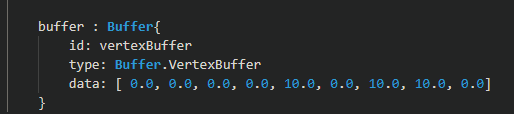 buffer : Buffer{
id: vertexBuffer
type: Buffer.VertexBuffer
data: [ 0.0, 0.0, 0.0, 0.0, 10.0, 0.0, 10.0, 10.0, 0.0]
}